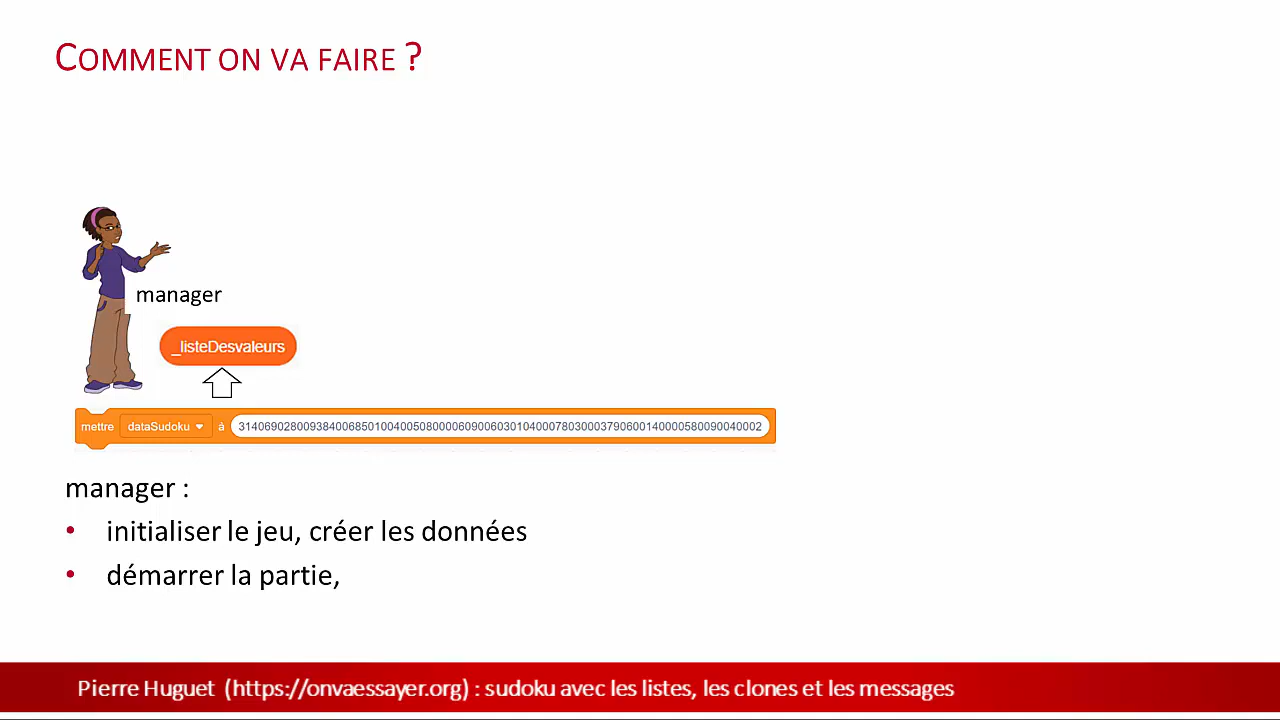 COMMENT ON VA FAIRE ?
manager
_listeDesvaleurs
mettre dataSudoku à 314069028009384006850100400508000060900603010400078030003790600140000580090040002
manager :
• initialiser le jeu, créer les données
• démarrer la partie,
Pierre Huguet (https://onvaessayer.org) : sudoku avec les listes, les clones et les messages